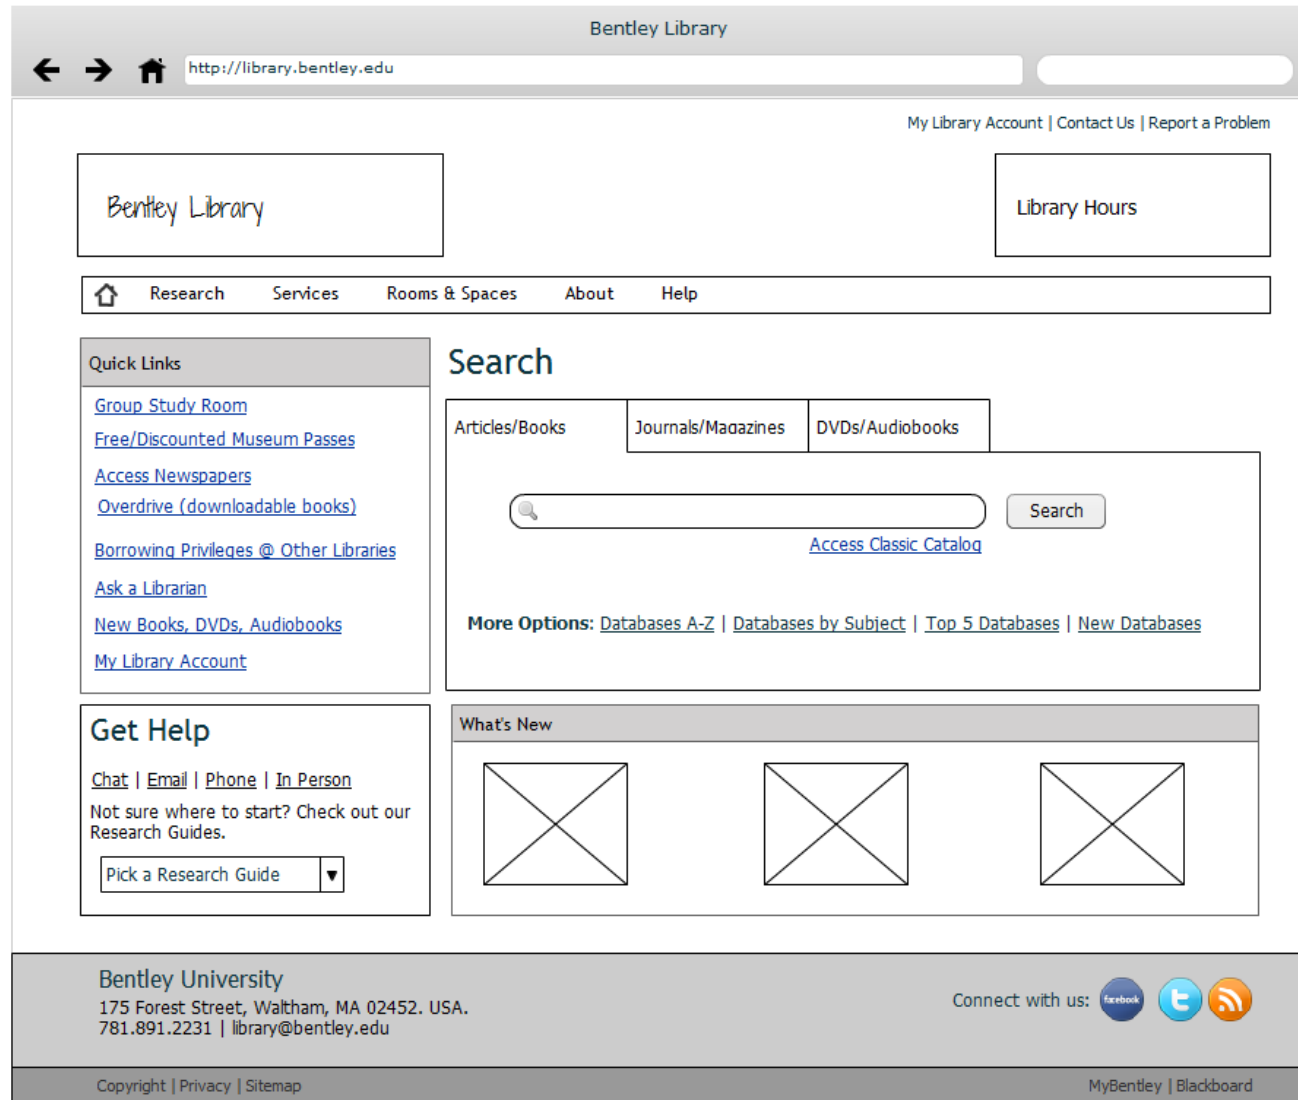 Bentley Library
http://library.bentley.edu
My Library Account | Contact Us | Report a Problem
Bentley Library
Library Hours
Research Services Rooms & Spaces About Help
Quick Links
Group Study Room
Free/Discounted Museum Passes
Access Newspapers
Overdrive (downloadable books)
Borrowing Privileges @ Other Libraries
Ask a Librarian
New Books, DVDs, Audiobooks
My Library Account
Search
Articles/Books Journals/Magazines DVDs/Audiobooks
Search
Access Classic Catalog
More Options: Databases A-Z | Databases by Subject | Top 5 Databases | New Databases
Get Help
Chat | Email | Phone | In Person
Not sure where to start? Check out our
Research Guides.
Pick a Research Guide
What's New
Bentley University
175 Forest Street, Waltham, MA 02452. USA.
781.891.2231 | library@bentley.edu
Connect with us: facebook
Copyright | Privacy | Sitemap
MyBentley | Blackboard